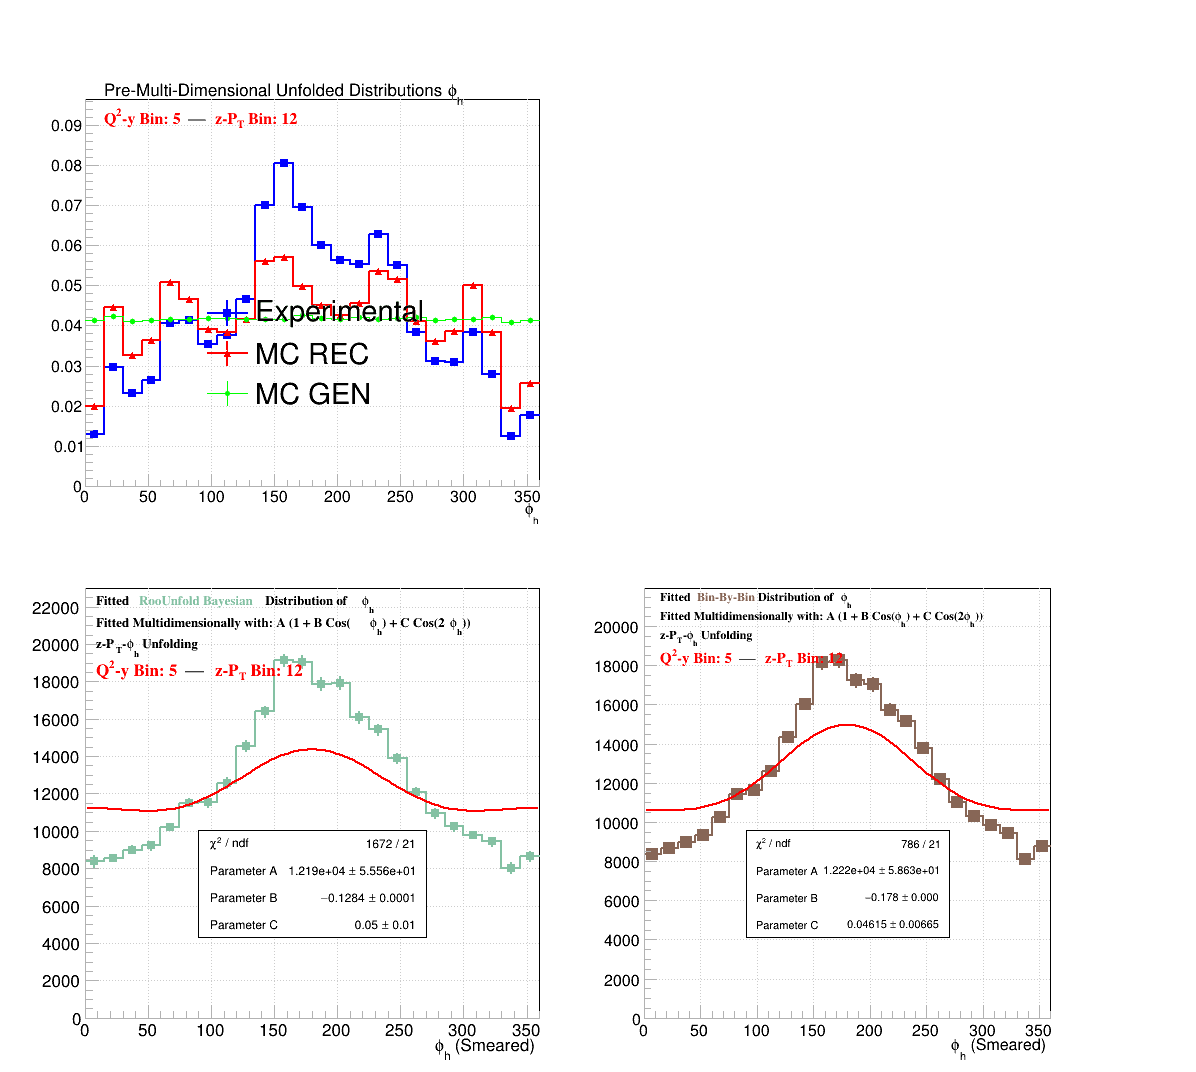 Pre-Multi-Dimensional Unfolded Distributions ϕh
Q2-y Bin: 5 — z-PT Bin: 12
0.09
0.08
0.07
0.06
0.05
0.04
0.03
0.02
0.01
0
Experimental
MC REC
MC GEN
0 50 100 150 200 250 300 350
ϕh
Fitted RooUnfold Bayesian Distribution of ϕh
Fitted Multidimensionally with: A (1 + B Cos(ϕh) + C Cos(2 ϕh))
z-PT-ϕh Unfolding
Q2-y Bin: 5 — z-PT Bin: 12
22000
20000
18000
16000
14000
12000
10000
8000
6000
4000
2000
0
χ2 / ndf 1672 / 21
Parameter A 1.219e+04 ± 5.556e+01
Parameter B −0.1284 ± 0.0001
Parameter C 0.05 ± 0.01
0 50 100 150 200 250 300 350
ϕh (Smeared)
Fitted Bin-By-Bin Distribution of ϕh
Fitted Multidimensionally with: A (1 + B Cos(ϕh) + C Cos(2ϕh))
z-PT-ϕh Unfolding
Q2-y Bin: 5 — z-PT Bin: 12
20000
18000
16000
14000
12000
10000
8000
6000
4000
2000
0
χ2 / ndf 786 / 21
Parameter A 1.222e+04 ± 5.863e+01
Parameter B −0.178 ± 0.000
Parameter C 0.04615 ± 0.00665
0 50 100 150 200 250 300 350
ϕh (Smeared)